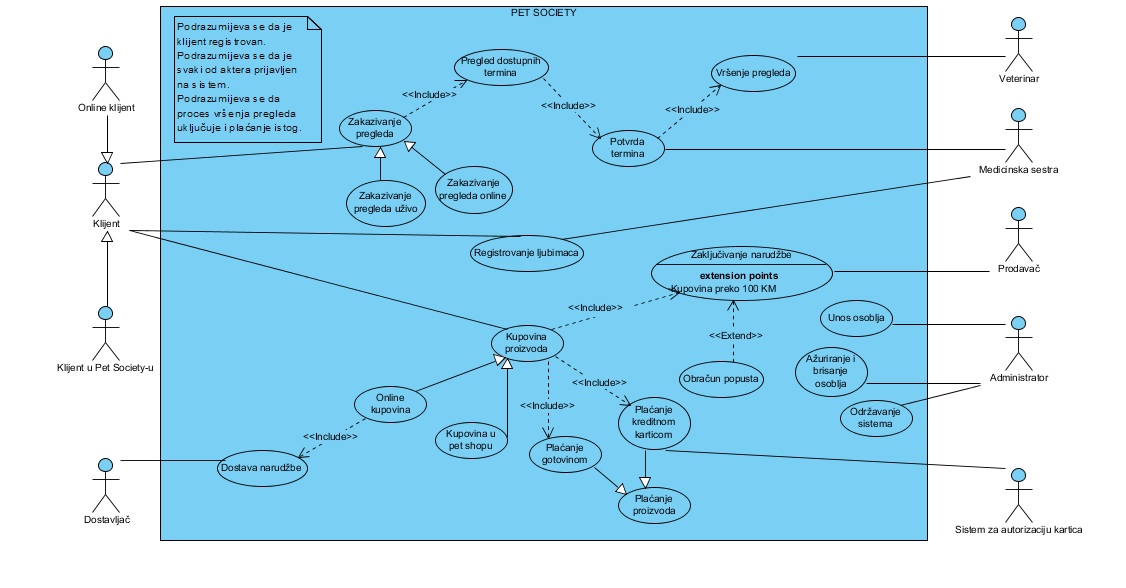 PET SOCIETY
Podrazumijeva se da je
klijent registrovan.
Podrazumijeva se da je
svaki od aktera prijavljen
na sistem.
Podrazumijeva se da
proces vršenja pregleda
uključuje i plaćanje istog.
Online klijent
Klijent
Klijent u Pet Society-u
Dostavljač
Pregled dostupnih
termina
Vršenje pregleda
Veterinar
<<Include>>
<<Include>>
<<Include>>
Zakazivanje
pregleda
Potvrda
termina
Medicinska sestra
Zakazivanje
pregleda uživo
Zakazivanje
pregleda online
Registrovanje ljubimaca
Zaključivanje narudžbe
extension points
Kupovina preko 100 KM
Prodavač
<<Include>>
<<Extend>>
Unos osoblja
Kupovina
proizvoda
Obračun popusta
Ažuriranje i
brisanje
osoblja
Administrator
Održavanje
sistema
<<Include>>
<<Include>>
Online
kupovina
Plaćanje
kreditnom
karticom
<<Include>>
Kupovina u
pet shopu
Plaćanje
gotovinom
Dostava narudžbe
Plaćanje
proizvoda
Sistem za autorizaciju kartica